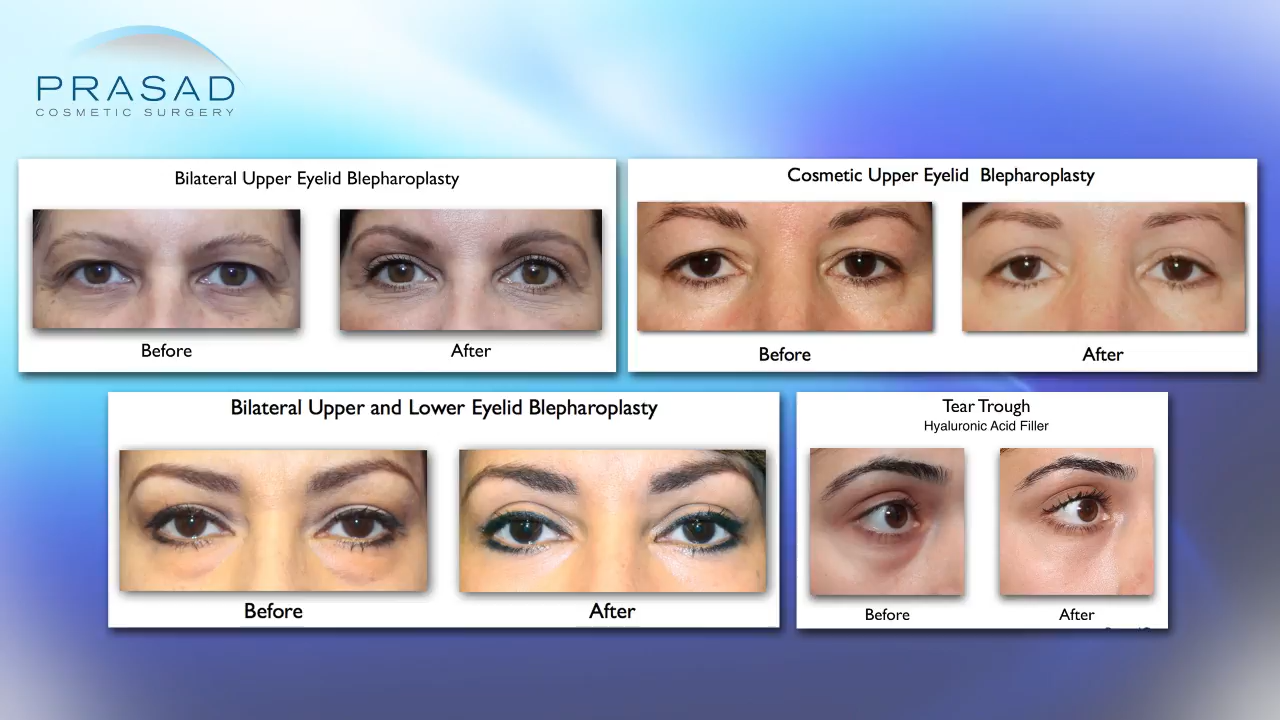 PRASAD
COSMETIC SURGERY
Bilateral Upper Eyelid Blepharoplasty
Before
After
Cosmetic Upper Eyelid Blepharoplasty
Before
After
Bilateral Upper and Lower Eyelid Blepharoplasty
Before
After
Tear Trough
Hyaluronic Acid Filler
Before
After